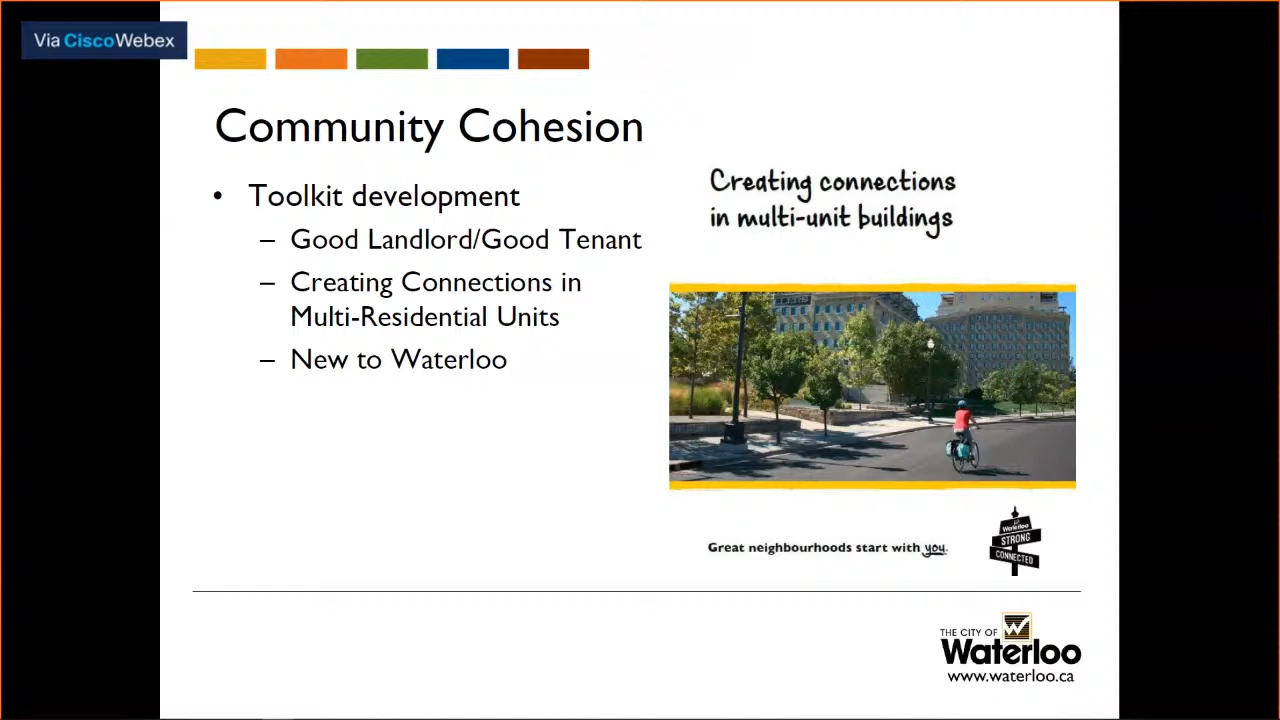 Via CiscoWebex
Community Cohesion
• Toolkit development
– Good Landlord/Good Tenant
– Creating Connections in
Multi-Residential Units
– New to Waterloo
Creating connections
in multi-unit buildings
Great neighbourhoods start with you.
Waterloo
STRONG
CONNECTED
THE CITY OF
Waterloo
www.waterloo.ca